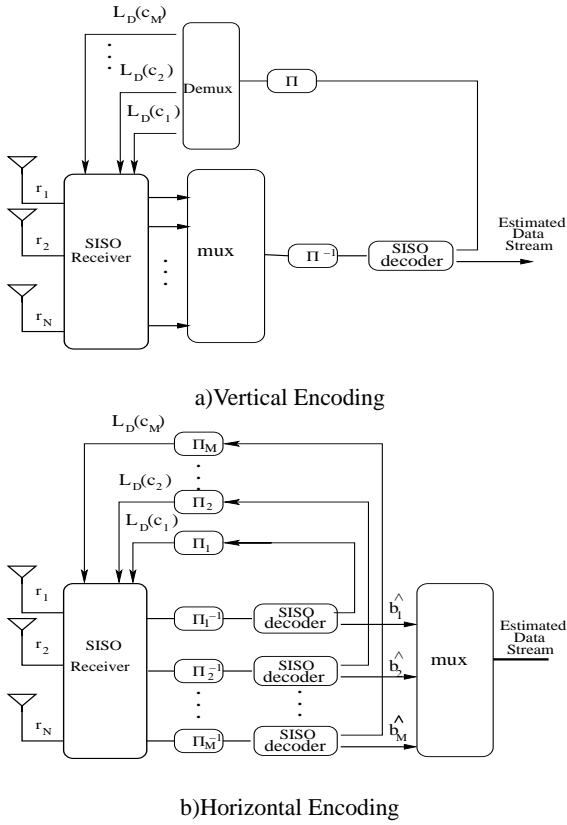 L_D(c_M)
L_D(c_2)
L_D(c_1)
Demux
Π
r_1
r_2
r_N
SISO
Receiver
mux
Π^{-1}
SISO
decoder
Estimated
Data
Stream
a)Vertical Encoding
L_D(c_M)
Π_M
L_D(c_2)
Π_2
L_D(c_1)
Π_1
r_1
r_2
r_N
SISO
Receiver
Π_1^{-1}
SISO
decoder
b̂_1
Π_2^{-1}
SISO
decoder
b̂_2
Π_M^{-1}
SISO
decoder
b̂_M
mux
Estimated
Data
Stream
b)Horizontal Encoding